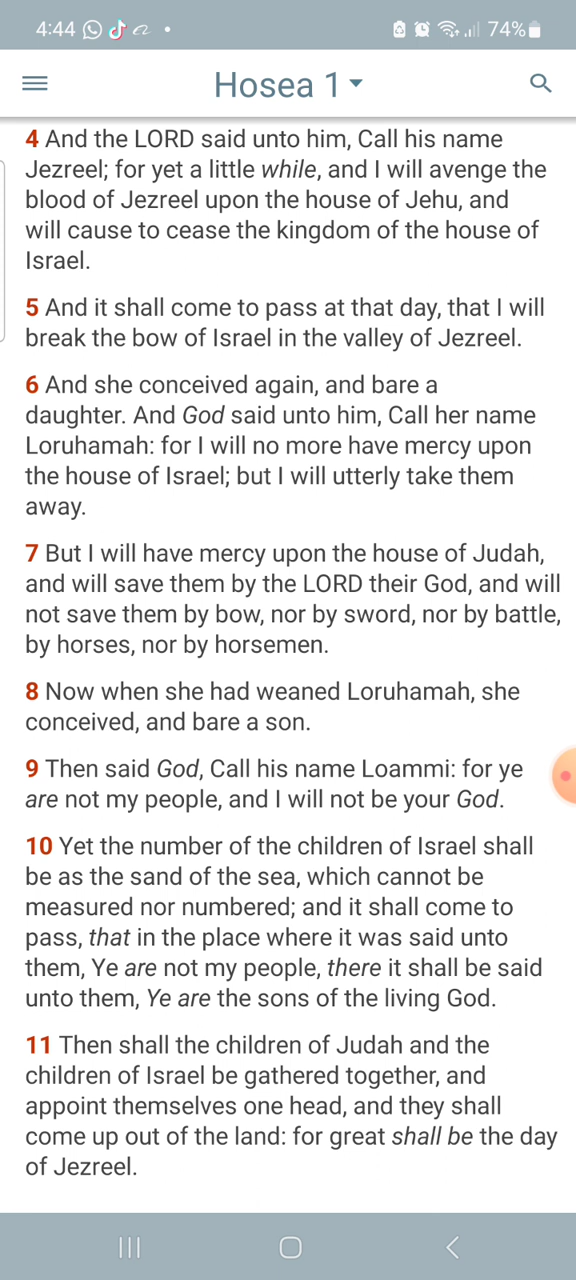 4:44
74%
Hosea 1
4 And the LORD said unto him, Call his name
Jezreel; for yet a little while, and I will avenge the
blood of Jezreel upon the house of Jehu, and
will cause to cease the kingdom of the house of
Israel.
5 And it shall come to pass at that day, that I will
break the bow of Israel in the valley of Jezreel.
6 And she conceived again, and bare a
daughter. And God said unto him, Call her name
Loruhamah: for I will no more have mercy upon
the house of Israel; but I will utterly take them
away.
7 But I will have mercy upon the house of Judah,
and will save them by the LORD their God, and will
not save them by bow, nor by sword, nor by battle,
by horses, nor by horsemen.
8 Now when she had weaned Loruhamah, she
conceived, and bare a son.
9 Then said God, Call his name Loammi: for ye
are not my people, and I will not be your God.
10 Yet the number of the children of Israel shall
be as the sand of the sea, which cannot be
measured nor numbered; and it shall come to
pass, that in the place where it was said unto
them, Ye are not my people, there it shall be said
unto them, Ye are the sons of the living God.
11 Then shall the children of Judah and the
children of Israel be gathered together, and
appoint themselves one head, and they shall
come up out of the land: for great shall be the day
of Jezreel.